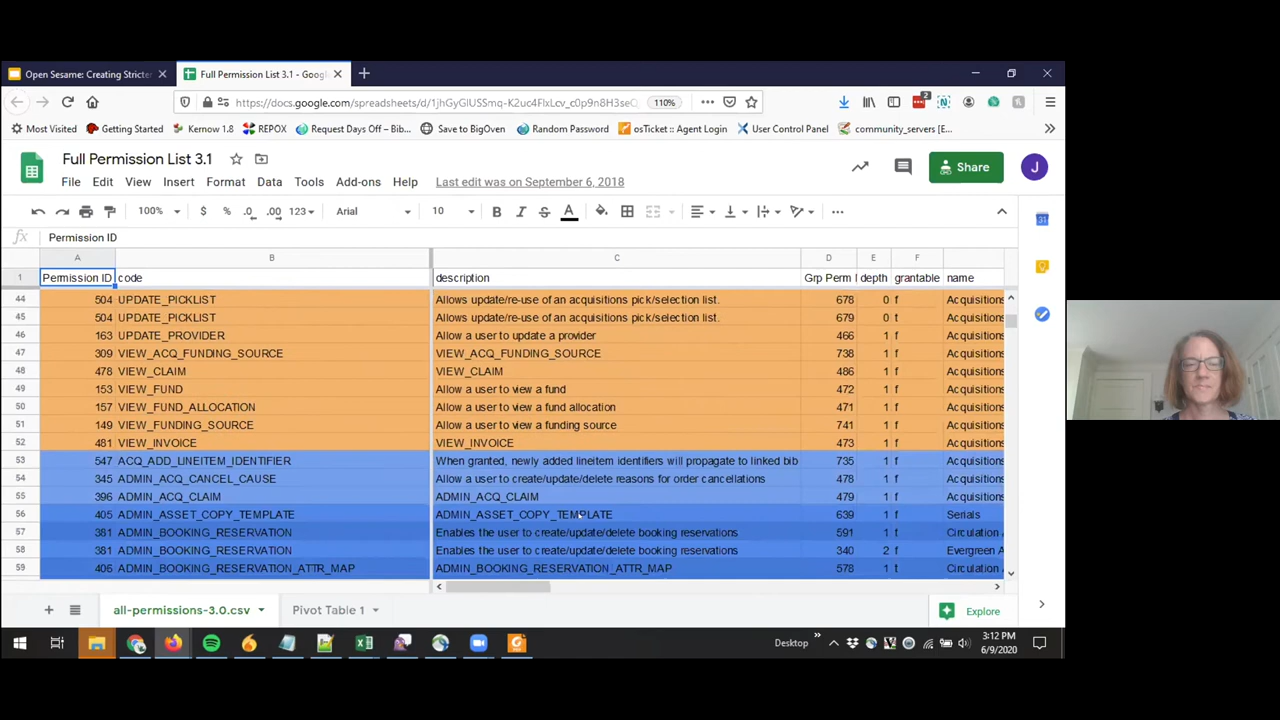 Open Sesame: Creating Stricter
Full Permission List 3.1 - Goog
https://docs.google.com/spreadsheets/d/1jhGyGlUSSmq-K2uc4FlxLcv_c0p9n8H3seC
110%
2
Most Visited
Getting Started
Kernow 1.8
REPOX
Request Days Off – Bib...
Save to BigOven
Random Password
osTicket :: Agent Login
User Control Panel
community_servers [E...
Full Permission List 3.1
Share
J
File Edit View Insert Format Data Tools Add-ons Help Last edit was on September 6, 2018
100% $ % .0 .00 123 Arial 10 B I S A
fx Permission ID
A B C D E F
1 Permission ID code description Grp Perm I depth grantable name
44 504 UPDATE_PICKLIST Allows update/re-use of an acquisitions pick/selection list. 678 0 f Acquisitions
45 504 UPDATE_PICKLIST Allows update/re-use of an acquisitions pick/selection list. 679 0 t Acquisitions
46 163 UPDATE_PROVIDER Allow a user to update a provider 466 1 f Acquisitions
47 309 VIEW_ACQ_FUNDING_SOURCE VIEW_ACQ_FUNDING_SOURCE 738 1 f Acquisitions
48 478 VIEW_CLAIM VIEW_CLAIM 486 1 f Acquisitions
49 153 VIEW_FUND Allow a user to view a fund 472 1 f Acquisitions
50 157 VIEW_FUND_ALLOCATION Allow a user to view a fund allocation 471 1 f Acquisitions
51 149 VIEW_FUNDING_SOURCE Allow a user to view a funding source 741 1 f Acquisitions
52 481 VIEW_INVOICE VIEW_INVOICE 473 1 f Acquisitions
53 547 ACQ_ADD_LINEITEM_IDENTIFIER When granted, newly added lineitem identifiers will propagate to linked bib 735 1 f Acquisitions
54 345 ADMIN_ACQ_CANCEL_CAUSE Allow a user to create/update/delete reasons for order cancellations 478 1 f Acquisitions
55 396 ADMIN_ACQ_CLAIM ADMIN_ACQ_CLAIM 479 1 f Acquisitions
56 405 ADMIN_ASSET_COPY_TEMPLATE ADMIN_ASSET_COPY_TEMPLATE 639 1 f Serials
57 381 ADMIN_BOOKING_RESERVATION Enables the user to create/update/delete booking reservations 591 1 f Circulation
58 381 ADMIN_BOOKING_RESERVATION Enables the user to create/update/delete booking reservations 340 2 f Evergreen
59 406 ADMIN_BOOKING_RESERVATION_ATTR_MAP ADMIN_BOOKING_RESERVATION_ATTR_MAP 578 1 t Circulation
all-permissions-3.0.csv Pivot Table 1
Explore
Desktop
3:12 PM
6/9/2020